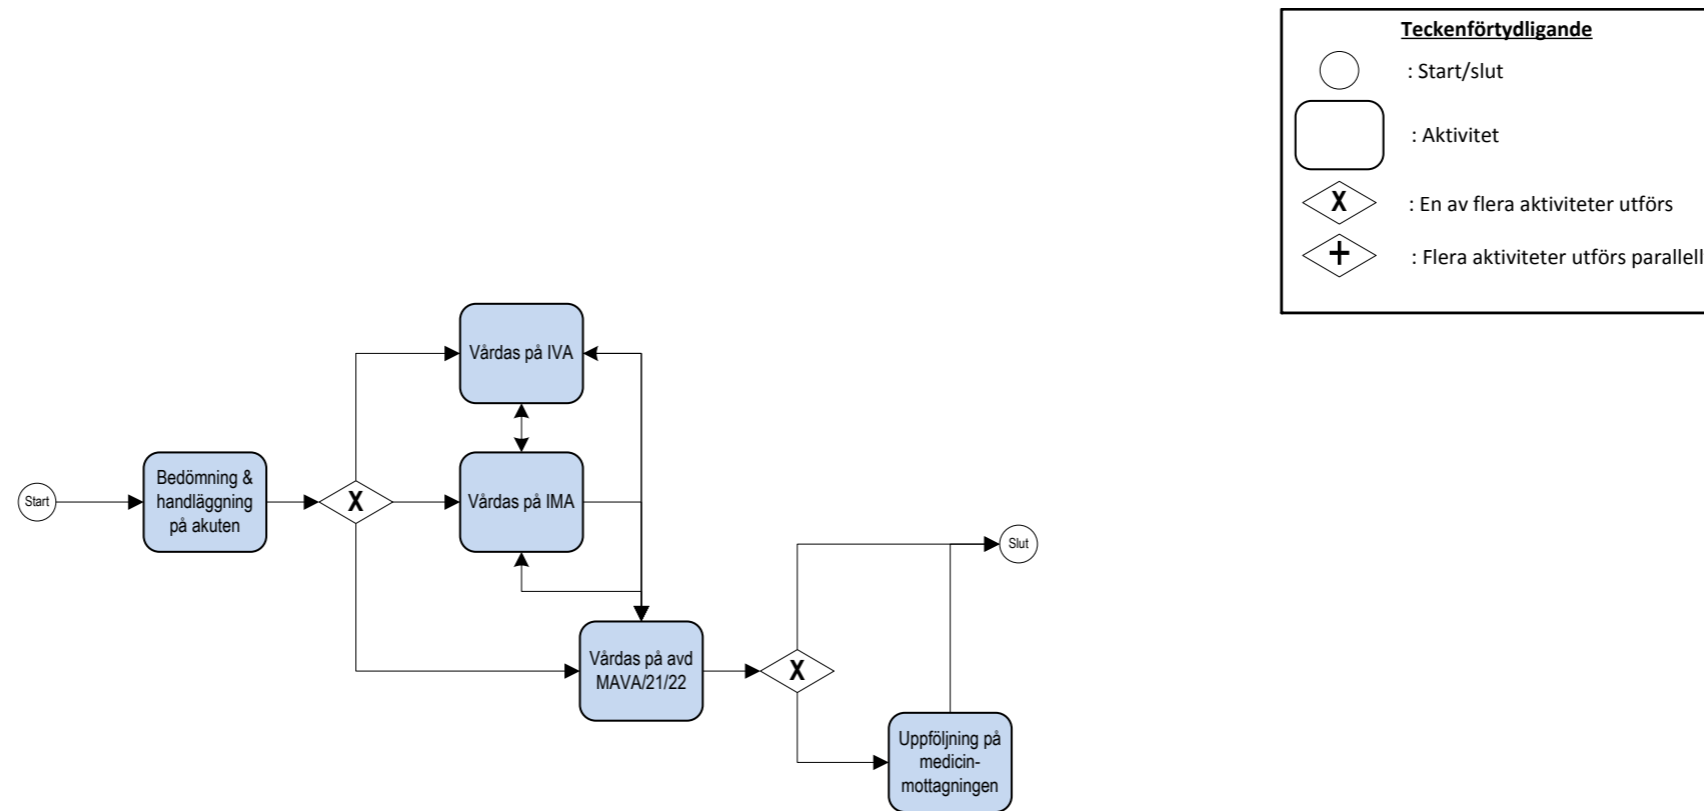 Teckenförtydligande
: Start/slut
: Aktivitet
X : En av flera aktiviteter utförs
+ : Flera aktiviteter utförs parallell
Vårdas på IVA
Start
Bedömning &
handläggning
på akuten
X
Vårdas på IMA
Slut
Vårdas på avd
MAVA/21/22
X
Uppföljning på
medicin-
mottagningen